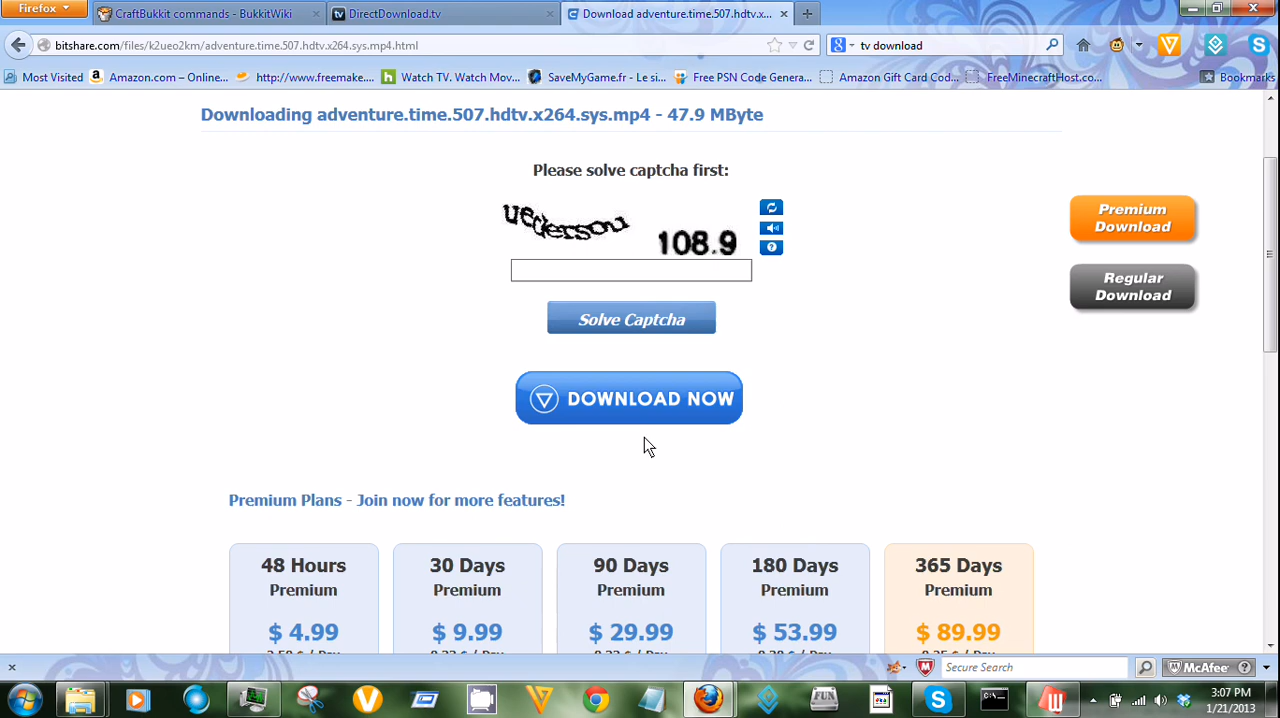 Firefox
CraftBukkit commands - BukkitWiki
DirectDownload.tv
Download adventure.time.507.hdtv.x...
bitshare.com/files/k2ueo2km/adventure.time.507.hdtv.x264.sys.mp4.html
tv download
Most Visited
Amazon.com – Online...
http://www.freemake....
Watch TV. Watch Mov...
SaveMyGame.fr - Le si...
Free PSN Code Genera...
Amazon Gift Card Cod...
FreeMinecraftHost.co...
Bookmarks
Downloading adventure.time.507.hdtv.x264.sys.mp4 - 47.9 MByte
Please solve captcha first:
108.9
Solve Captcha
DOWNLOAD NOW
Premium
Download
Regular
Download
Premium Plans - Join now for more features!
48 Hours
Premium
$ 4.99
30 Days
Premium
$ 9.99
90 Days
Premium
$ 29.99
180 Days
Premium
$ 53.99
365 Days
Premium
$ 89.99
Secure Search
McAfee
FUN
3:07 PM
1/21/2013